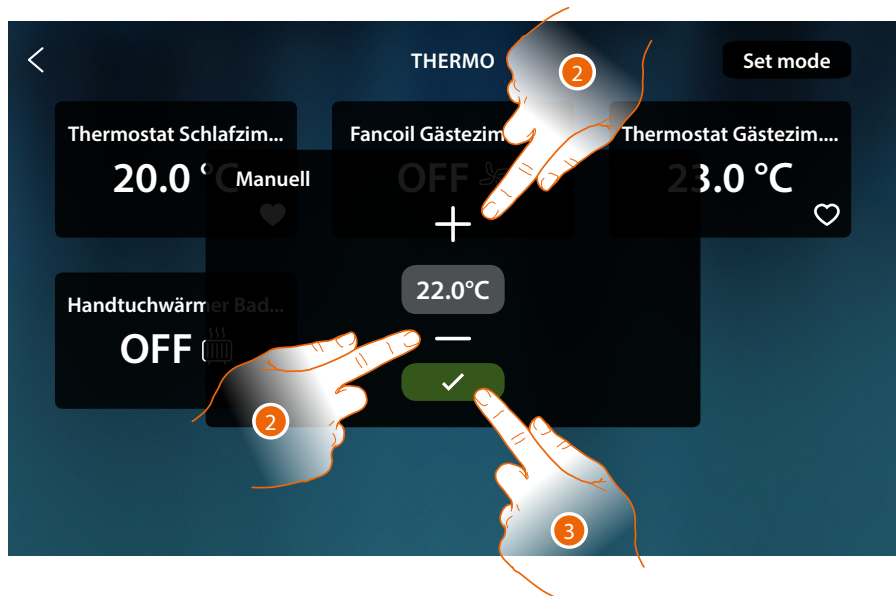 THERMO
Set mode
2
Thermostat Schlafzim...
Fancoil Gästezim
Thermostat Gästezim....
20.0 °C
Manuell
OFF
23.0 °C
22.0°C
Handtuchwärmer Bad...
OFF
2
3